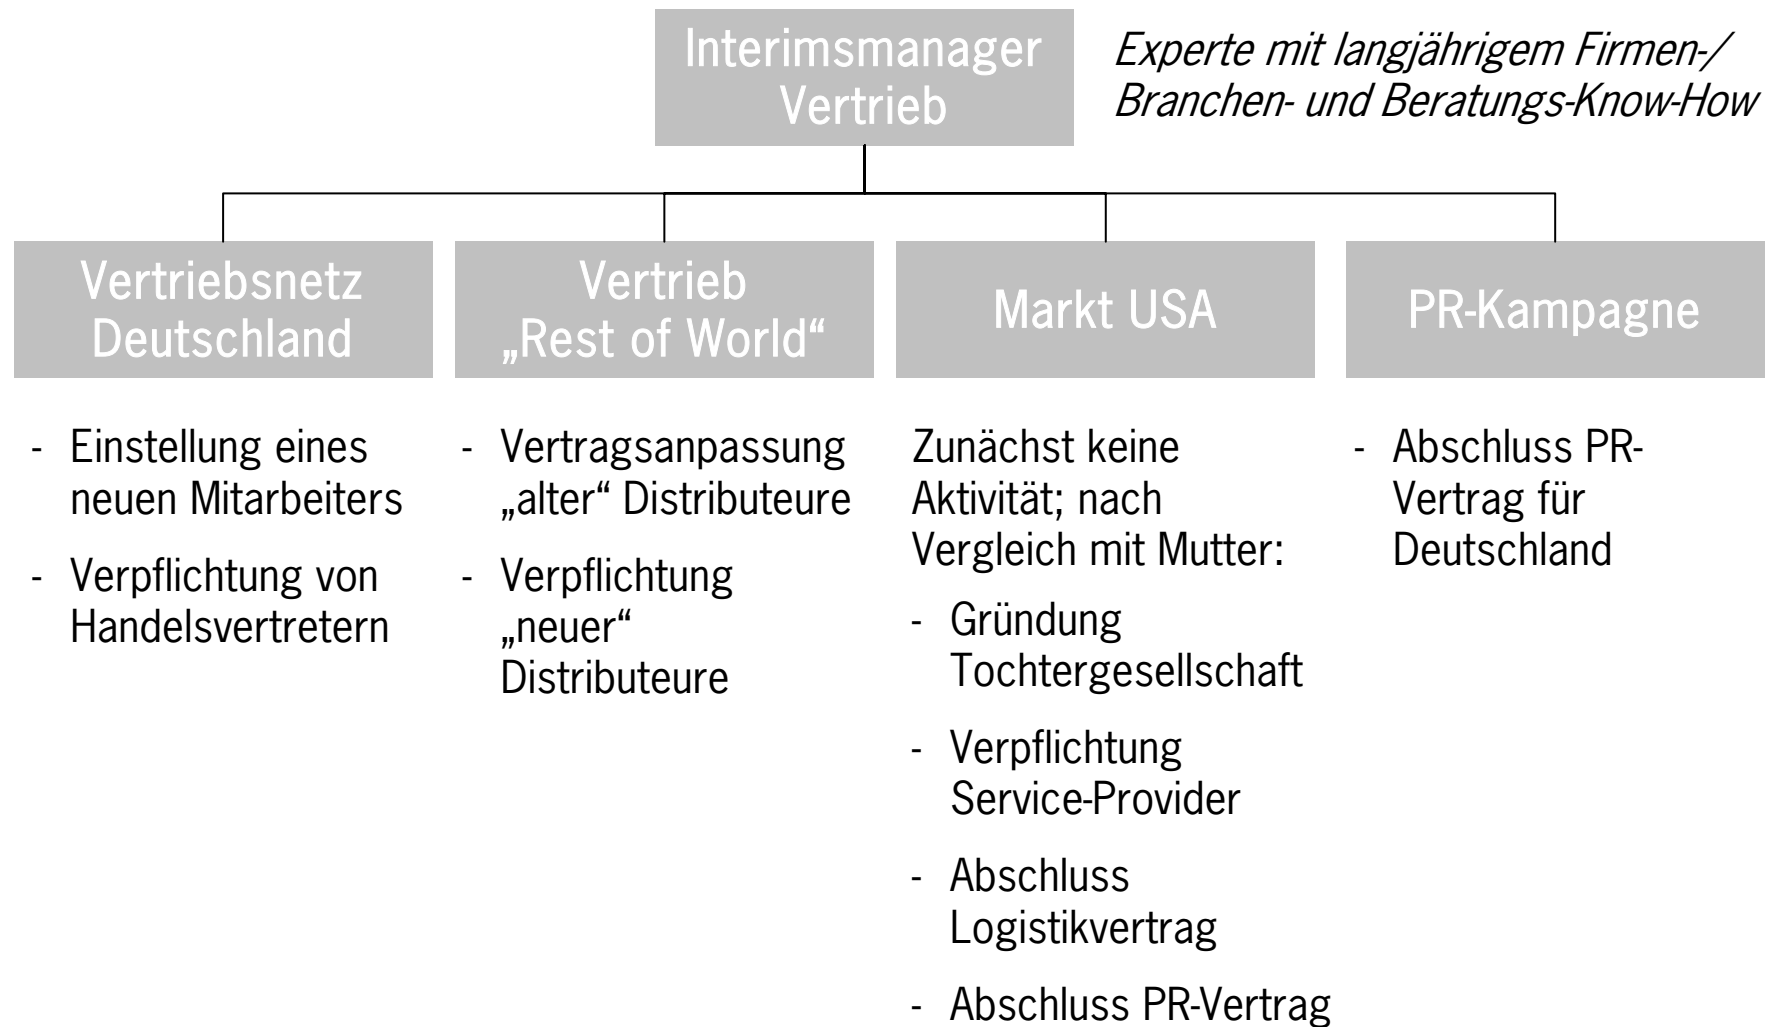 Interimsmanager
Vertrieb
Experte mit langjährigem Firmen-/
Branchen- und Beratungs-Know-How
Vertriebsnetz
Deutschland
- Einstellung eines
neuen Mitarbeiters
- Verpflichtung von
Handelsvertretern
Vertrieb
„Rest of World“
- Vertragsanpassung
„alter“ Distributeure
- Verpflichtung
„neuer“
Distributeure
Markt USA
Zunächst keine
Aktivität; nach
Vergleich mit Mutter:
- Gründung
Tochtergesellschaft
- Verpflichtung
Service-Provider
- Abschluss
Logistikvertrag
- Abschluss PR-Vertrag
PR-Kampagne
- Abschluss PR-
Vertrag für
Deutschland